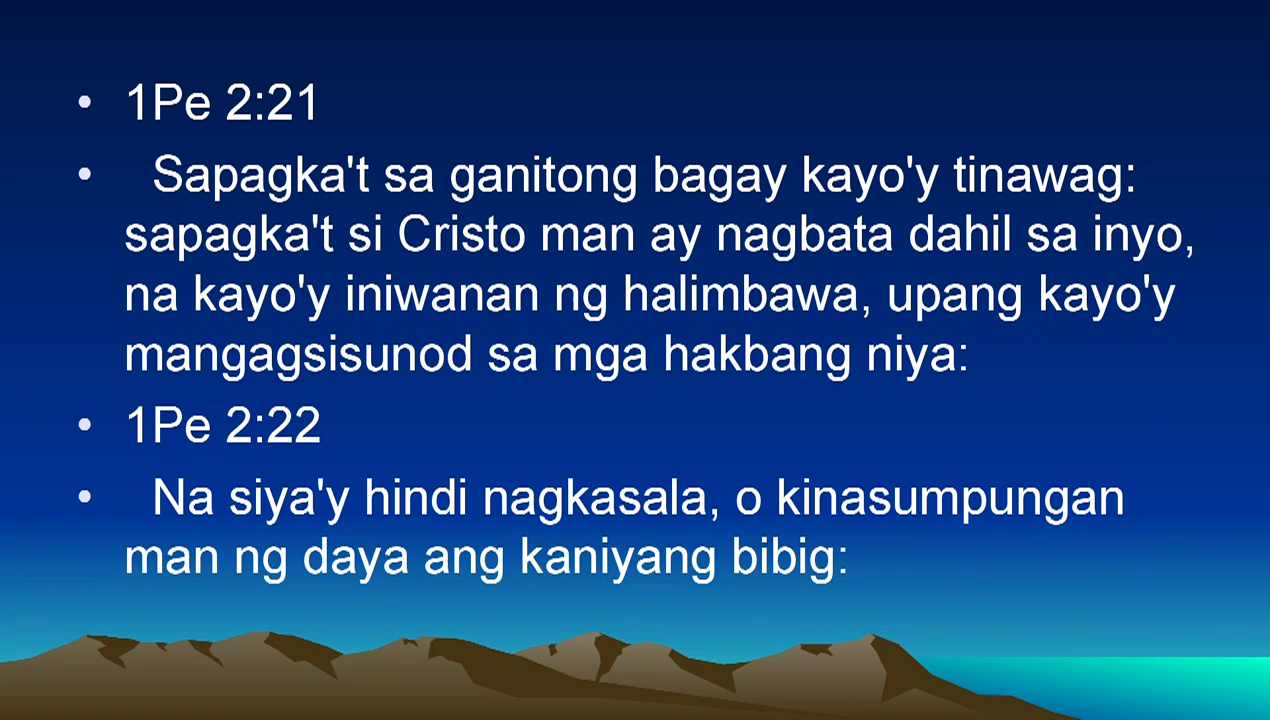 • 1Pe 2:21
• Sapagka't sa ganitong bagay kayo'y tinawag:
sapagka't si Cristo man ay nagbata dahil sa inyo,
na kayo'y iniwanan ng halimbawa, upang kayo'y
mangagsisunod sa mga hakbang niya:
• 1Pe 2:22
• Na siya'y hindi nagkasala, o kinasumpungan
man ng daya ang kaniyang bibig: